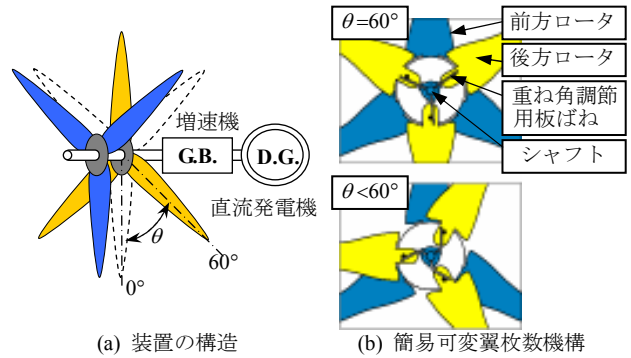 増速機
G.B.
D.G.
直流発電機
θ
0°
60°
(a) 装置の構造
θ=60°
前方ロータ
後方ロータ
重ね角調節
用板ばね
シャフト
θ<60°
(b) 簡易可変翼枚数機構